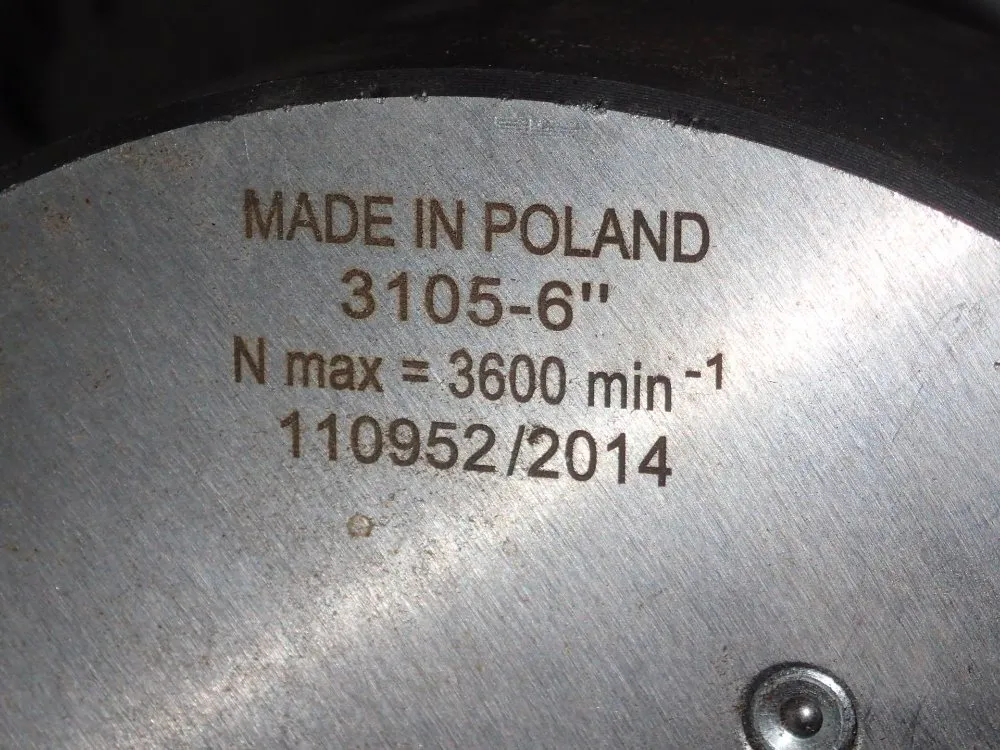 MADE IN POLAND
3105-6"
N max = 3600 min⁻¹
110952/2014